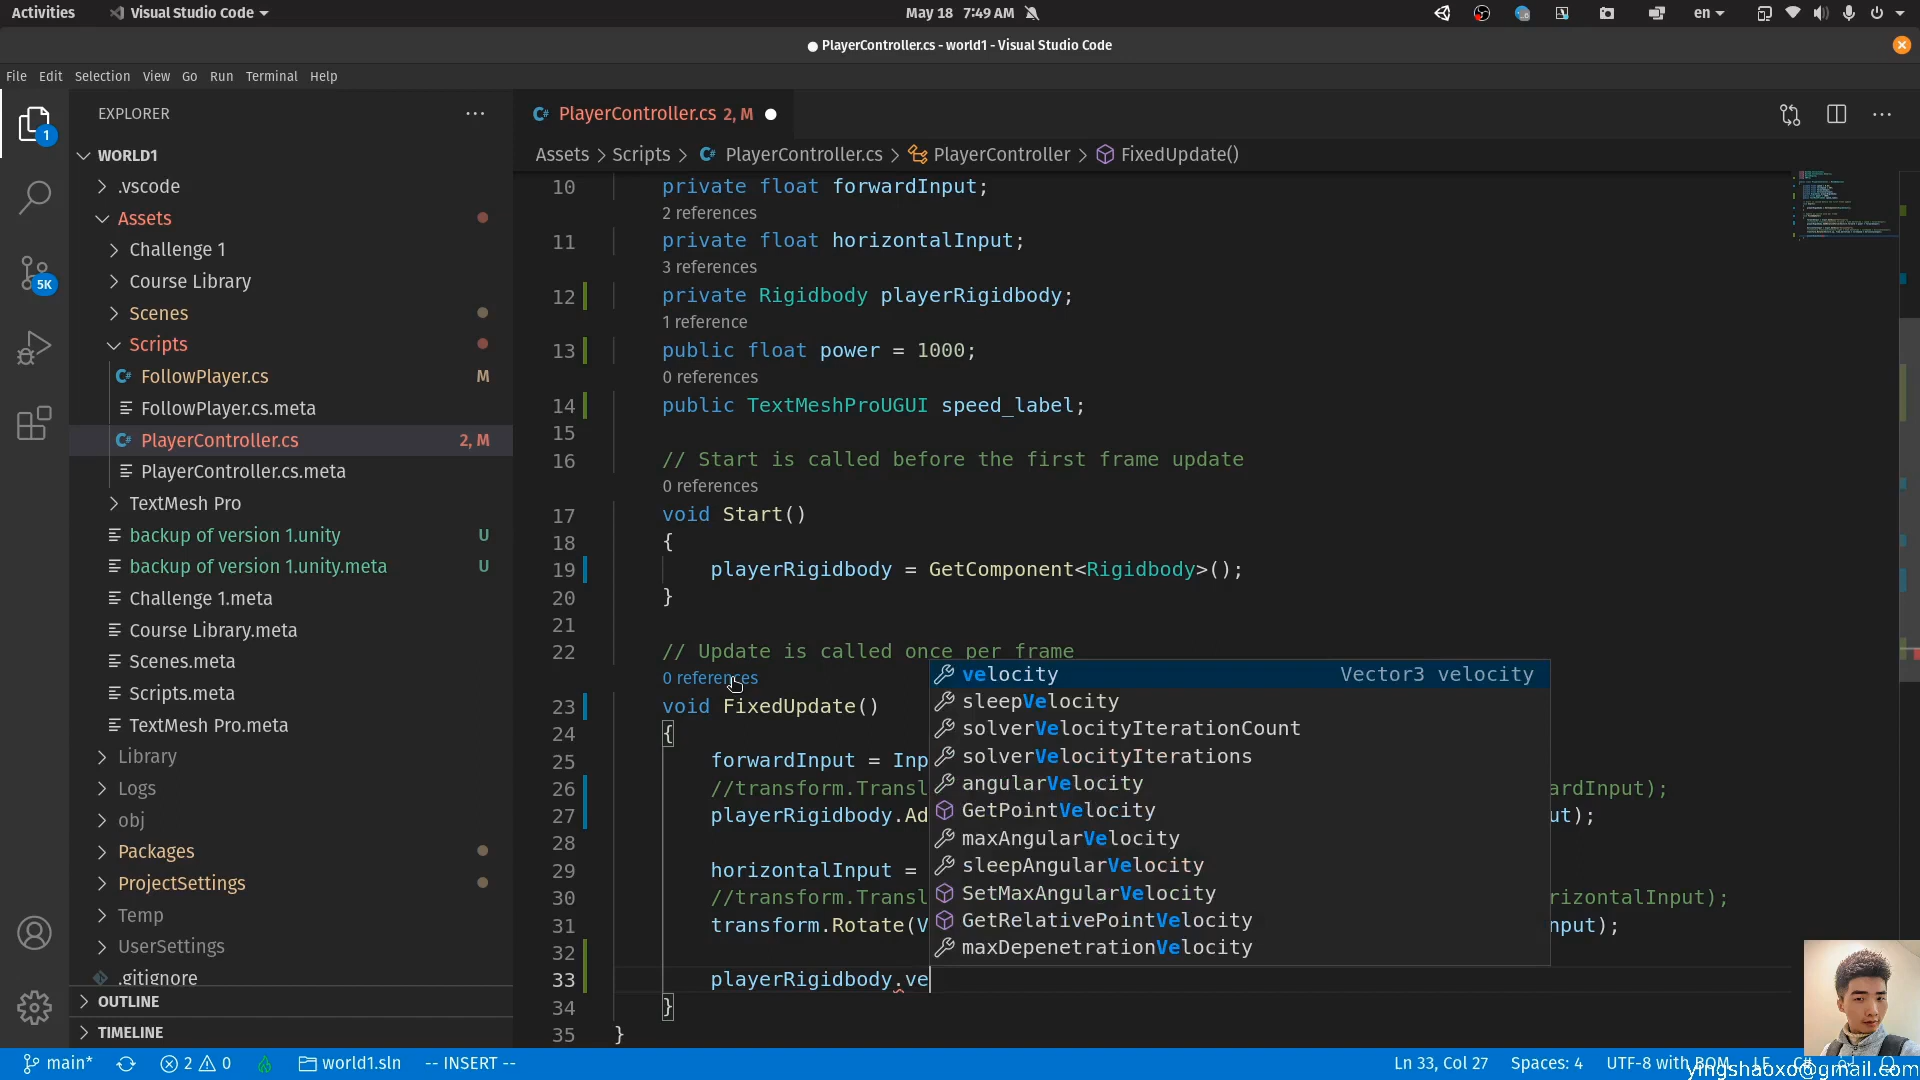 Activities
Visual Studio Code
May 18 7:49 AM
en
● PlayerController.cs - world1 - Visual Studio Code
File Edit Selection View Go Run Terminal Help
EXPLORER
1
5K
WORLD1
.vscode
Assets
Challenge 1
Course Library
Scenes
Scripts
FollowPlayer.cs M
FollowPlayer.cs.meta
PlayerController.cs 2, M
PlayerController.cs.meta
TextMesh Pro
backup of version 1.unity U
backup of version 1.unity.meta U
Challenge 1.meta
Course Library.meta
Scenes.meta
Scripts.meta
TextMesh Pro.meta
Library
Logs
obj
Packages
ProjectSettings
Temp
UserSettings
.gitignore
OUTLINE
TIMELINE
PlayerController.cs 2, M
Assets > Scripts > PlayerController.cs > PlayerController > FixedUpdate()
10 private float forwardInput;
2 references
11 private float horizontalInput;
3 references
12 private Rigidbody playerRigidbody;
1 reference
13 public float power = 1000;
0 references
14 public TextMeshProUGUI speed_label;
15
16 // Start is called before the first frame update
0 references
17 void Start()
18 {
19 playerRigidbody = GetComponent<Rigidbody>();
20 }
21
22 // Update is called once per frame
0 references
23 void FixedUpdate()
24 {
25 forwardInput = Inp
26 //transform.Transl ardInput);
27 playerRigidbody.Ad ut);
28
29 horizontalInput =
30 //transform.Transl rizontalInput);
31 transform.Rotate(V nput);
32
33 playerRigidbody.ve
34 }
35 }
velocity Vector3 velocity
sleepVelocity
solverVelocityIterationCount
solverVelocityIterations
angularVelocity
GetPointVelocity
maxAngularVelocity
sleepAngularVelocity
SetMaxAngularVelocity
GetRelativePointVelocity
maxDepenetrationVelocity
main* 2 0 world1.sln -- INSERT -- Ln 33, Col 27 Spaces: 4 UTF-8 with BOM LF C#
yingshaoxo@gmail.com